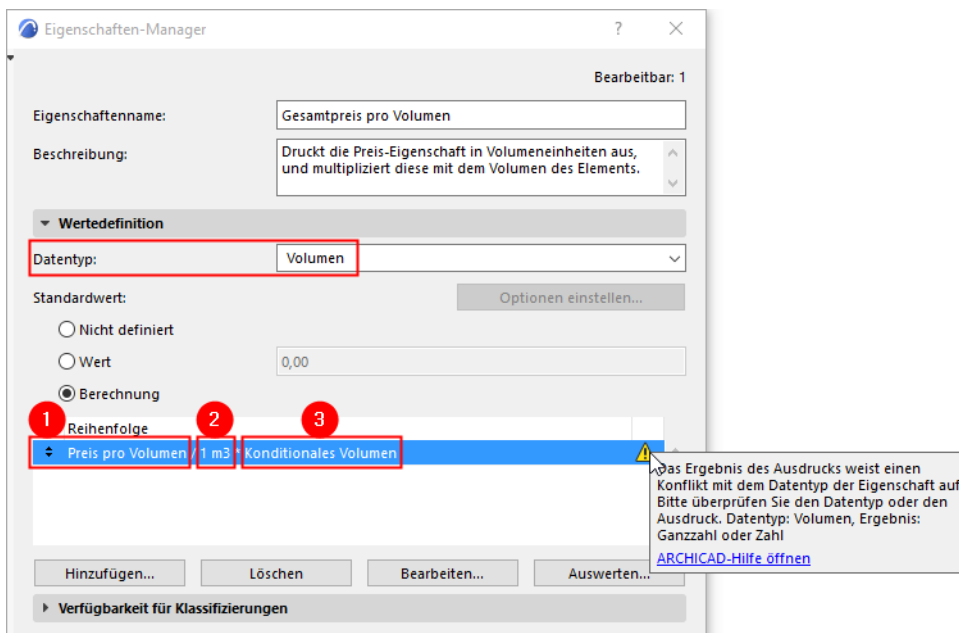 Eigenschaften-Manager
?
Bearbeitbar: 1
Eigenschaftenname:
Gesamtpreis pro Volumen
Beschreibung:
Druckt die Preis-Eigenschaft in Volumeneinheiten aus,
und multipliziert diese mit dem Volumen des Elements.
Wertedefinition
Datentyp:
Volumen
Standardwert:
Optionen einstellen...
Nicht definiert
Wert
0,00
Berechnung
1
2
3
Reihenfolge
Preis pro Volumen / 1 m3 * Konditionales Volumen
Das Ergebnis des Ausdrucks weist einen
Konflikt mit dem Datentyp der Eigenschaft auf
Bitte überprüfen Sie den Datentyp oder den
Ausdruck. Datentyp: Volumen, Ergebnis:
Ganzzahl oder Zahl
ARCHICAD-Hilfe öffnen
Hinzufügen...
Löschen
Bearbeiten...
Auswerten...
Verfügbarkeit für Klassifizierungen